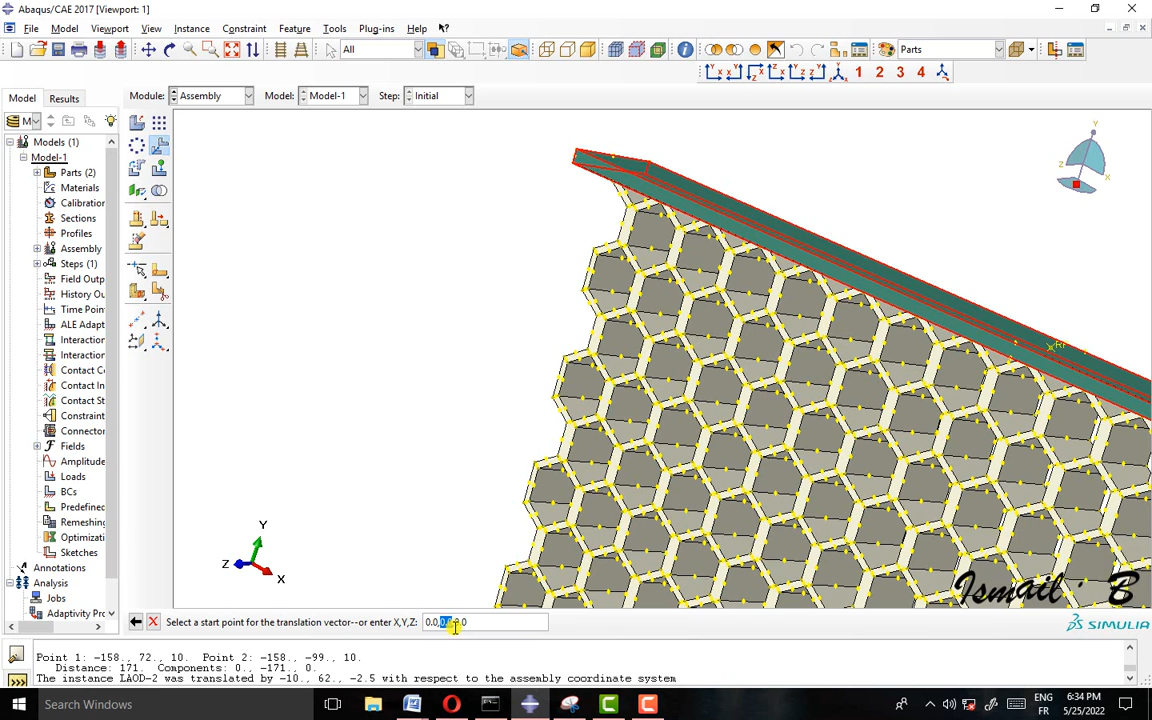 Abaqus/CAE 2017 [Viewport: 1]
File Model Viewport View Instance Constraint Feature Tools Plug-ins Help
All Parts
1 2 3 4
Model Results Module: Assembly Model: Model-1 Step: Initial
M
Models (1)
Model-1
Parts (2)
Materials
Calibration
Sections
Profiles
Assembly
Steps (1)
Field Outp
History Ou
Time Poin
ALE Adapt
Interaction
Interaction
Contact Co
Contact In
Contact St
Constraint
Connector
Fields
Amplitude
Loads
BCs
Predefined
Remeshing
Optimizati
Sketches
Annotations
Analysis
Jobs
Adaptivity Pro
Y
Z
X
Y
Z
X
Ismail : B
Select a start point for the translation vector--or enter X,Y,Z:
SIMULIA
Point 1: -158., 72., 10. Point 2: -158., -99., 10.
Distance: 171. Components: 0., -171., 0.
The instance LAOD-2 was translated by -10., 62., -2.5 with respect to the assembly coordinate system
Search Windows
ENG
FR
6:34 PM
5/25/2022